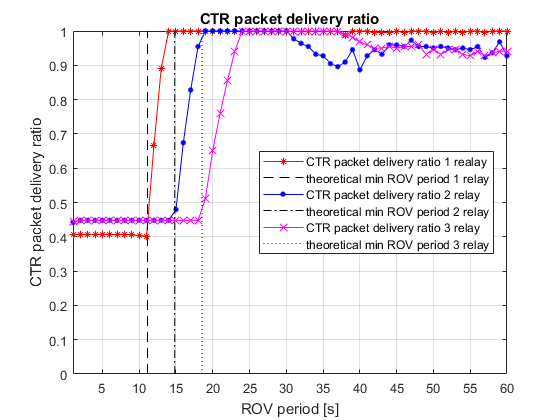 CTR packet delivery ratio
CTR packet delivery ratio
1
0.9
0.8
0.7
0.6
0.5
0.4
0.3
0.2
0.1
0
CTR packet delivery ratio 1 realay
theoretical min ROV period 1 relay
CTR packet delivery ratio 2 relay
theoretical min ROV period 2 relay
CTR packet delivery ratio 3 relay
theoretical min ROV period 3 relay
5 10 15 20 25 30 35 40 45 50 55 60
ROV period [s]